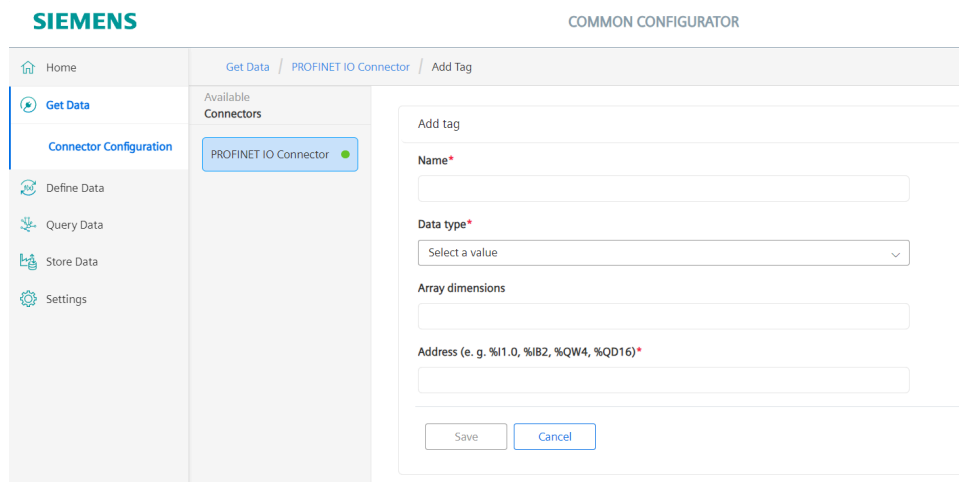 SIEMENS
COMMON CONFIGURATOR
Home
Get Data
Connector Configuration
Define Data
Query Data
Store Data
Settings
Get Data / PROFINET IO Connector / Add Tag
Available
Connectors
PROFINET IO Connector
Add tag
Name*
Data type*
Select a value
Array dimensions
Address (e. g. %I1.0, %IB2, %QW4, %QD16)*
Save
Cancel